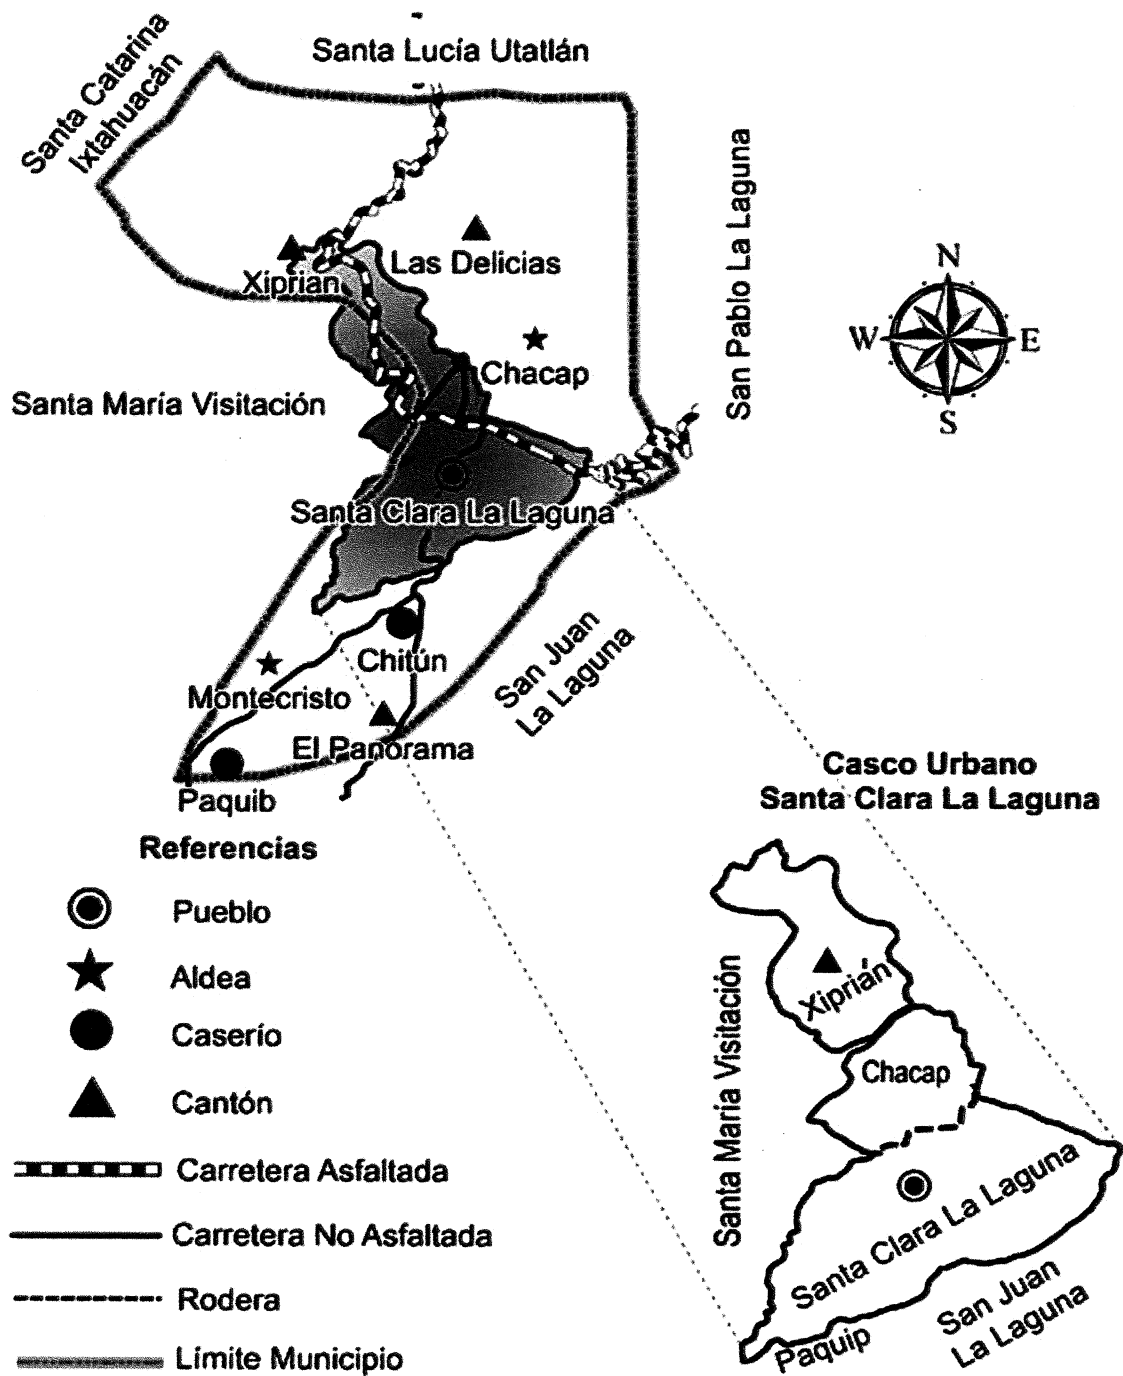 Santa Lucía Utatlán
Santa Catarina
Ixtahuacán
San Pablo La Laguna
Las Delicias
Xiprian
N
W
E
S
Chacap
Santa María Visitación
Santa Clara La Laguna
San Juan
La Laguna
Chitún
Montecristo
El Panorama
Paquib
Casco Urbano
Santa Clara La Laguna
Referencias
Pueblo
Aldea
Caserío
Cantón
Carretera Asfaltada
Carretera No Asfaltada
Rodera
Límite Municipio
Xiprián
Chacap
Santa Maria Visitación
Santa Clara La Laguna
San Juan
La Laguna
Paquip